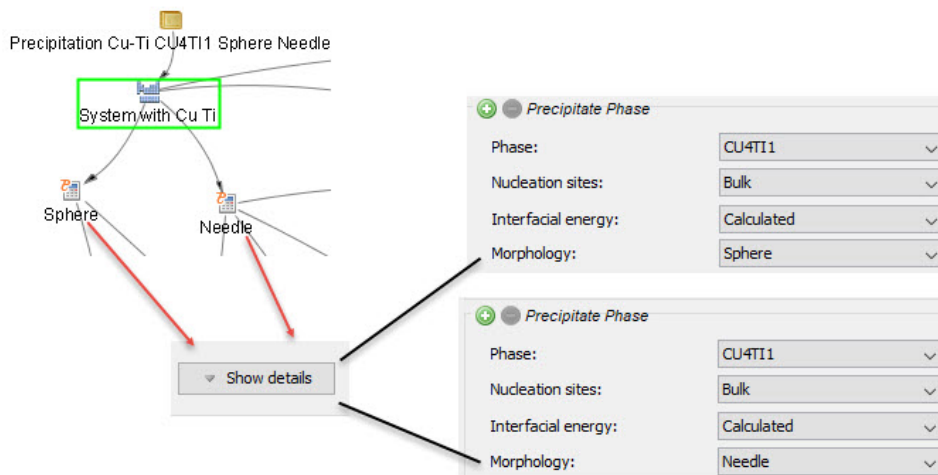 Precipitation Cu-Ti CU4TI1 Sphere Needle
System with Cu Ti
Sphere
Needle
Show details
Precipitate Phase
Phase: CU4TI1
Nucleation sites: Bulk
Interfacial energy: Calculated
Morphology: Sphere
Precipitate Phase
Phase: CU4TI1
Nucleation sites: Bulk
Interfacial energy: Calculated
Morphology: Needle